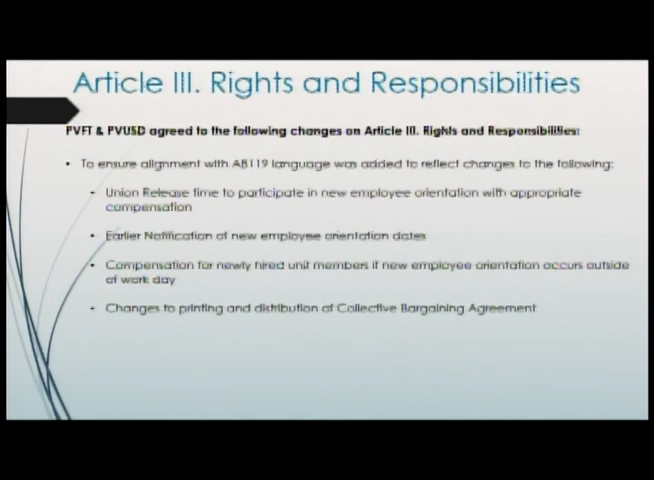 Article III. Rights and Responsibilities
PVFT & PVUSD agreed to the following changes on Article III. Rights and Responsibilities:
• To ensure alignment with AB119 language was added to reflect changes to the following:
• Union Release time to participate in new employee orientation with appropriate
compensation
• Earlier Notification of new employee orientation dates
• Compensation for newly hired unit members if new employee orientation occurs outside
of work day
• Changes to printing and distribution of Collective Bargaining Agreement